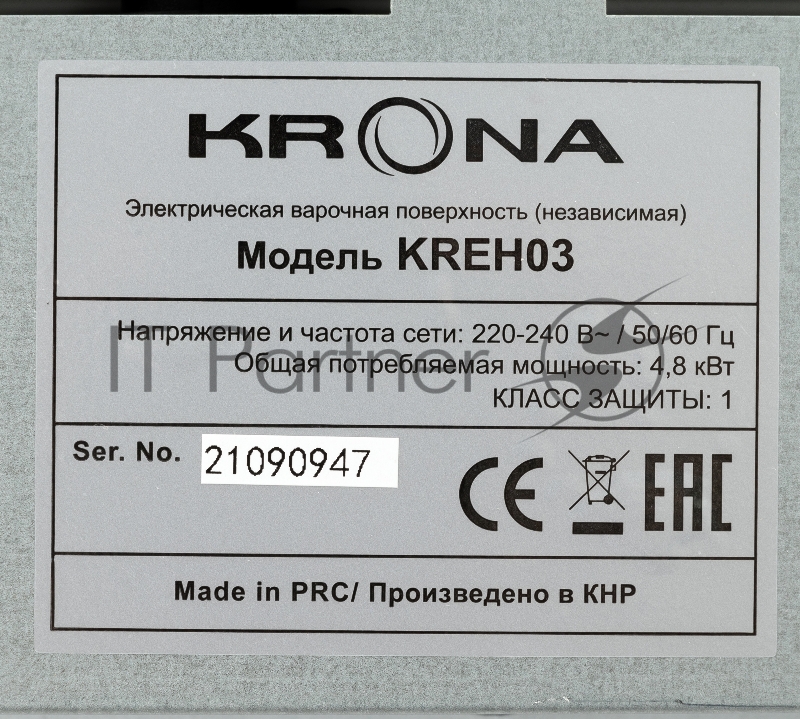 KRONA
Электрическая варочная поверхность (независимая)
Модель KREH03
Напряжение и частота сети: 220-240 В~ / 50/60 Гц
IT Partner
Общая потребляемая мощность: 4,8 кВт
КЛАСС ЗАЩИТЫ: 1
Ser. No. 21090947
CE EAC
Made in PRC/ Произведено в КНР